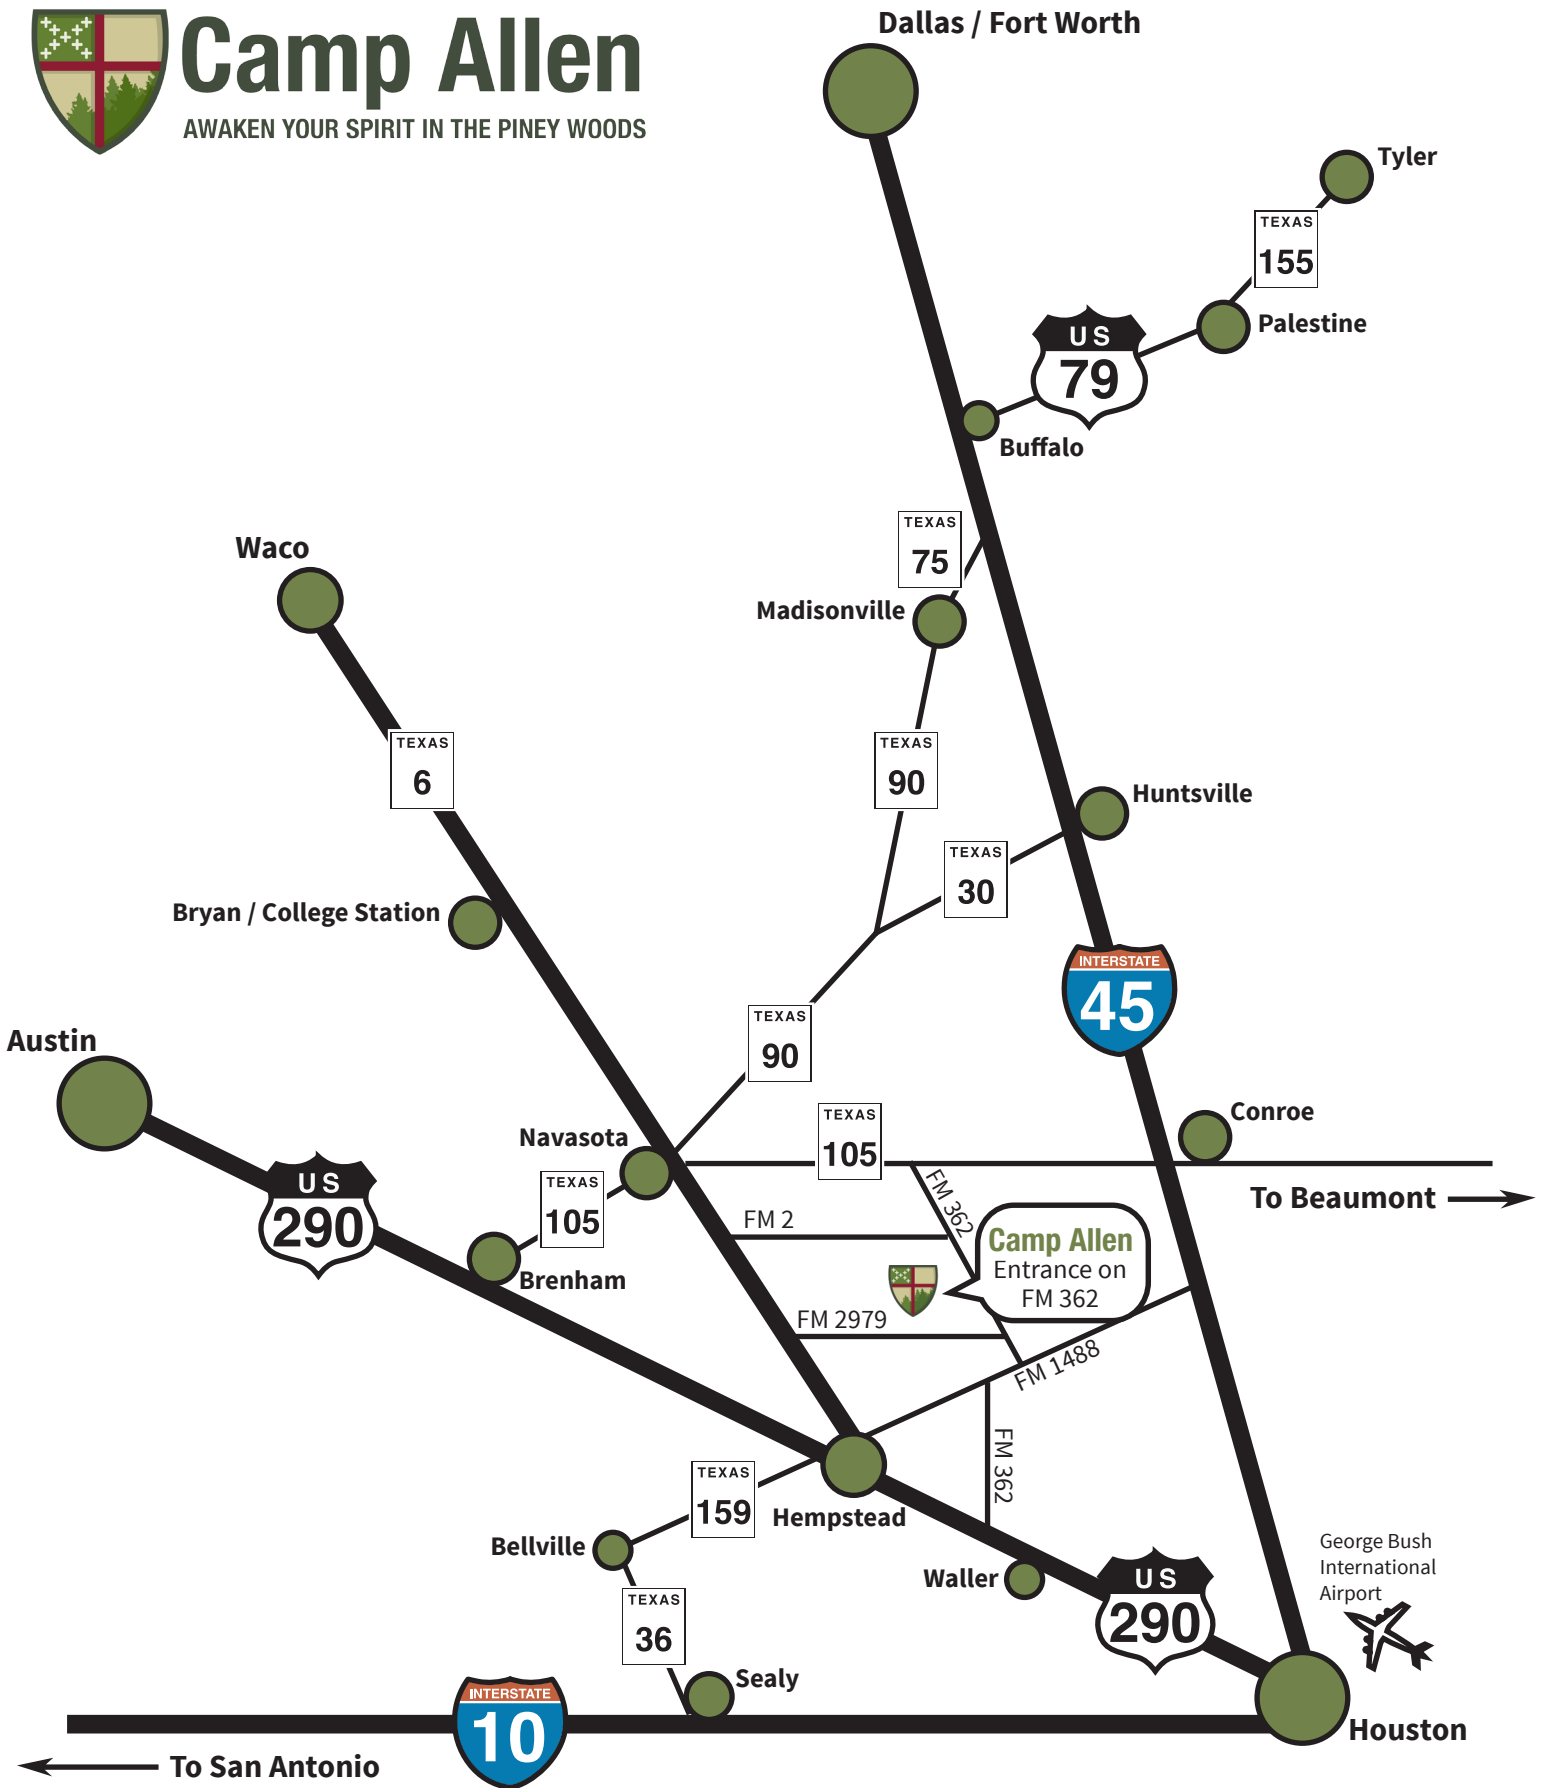 Camp Allen
AWAKEN YOUR SPIRIT IN THE PINEY WOODS
Dallas / Fort Worth
Tyler
TEXAS
155
Palestine
US
79
Buffalo
TEXAS
75
Waco
Madisonville
TEXAS
6
TEXAS
90
Huntsville
TEXAS
30
Bryan / College Station
INTERSTATE
45
TEXAS
90
Austin
Conroe
Navasota
TEXAS
105
TEXAS
105
US
290
FM 362
To Beaumont
FM 2
Camp Allen
Entrance on
FM 362
Brenham
FM 2979
FM 1488
FM 362
TEXAS
159
Hempstead
Bellville
Waller
US
290
George Bush
International
Airport
TEXAS
36
Sealy
INTERSTATE
10
Houston
To San Antonio